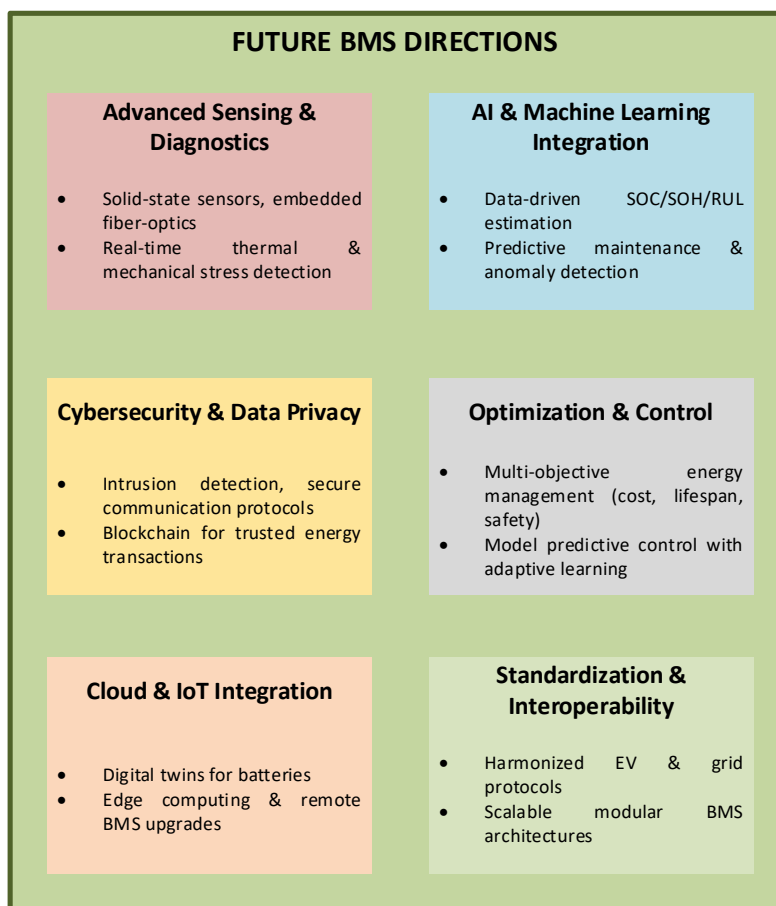 FUTURE BMS DIRECTIONS
Advanced Sensing &
Diagnostics
• Solid-state sensors, embedded
fiber-optics
• Real-time thermal &
mechanical stress detection
AI & Machine Learning
Integration
• Data-driven SOC/SOH/RUL
estimation
• Predictive maintenance &
anomaly detection
Cybersecurity & Data Privacy
• Intrusion detection, secure
communication protocols
• Blockchain for trusted energy
transactions
Optimization & Control
• Multi-objective energy
management (cost, lifespan,
safety)
• Model predictive control with
adaptive learning
Cloud & IoT Integration
• Digital twins for batteries
• Edge computing & remote
BMS upgrades
Standardization &
Interoperability
• Harmonized EV & grid
protocols
• Scalable modular BMS
architectures